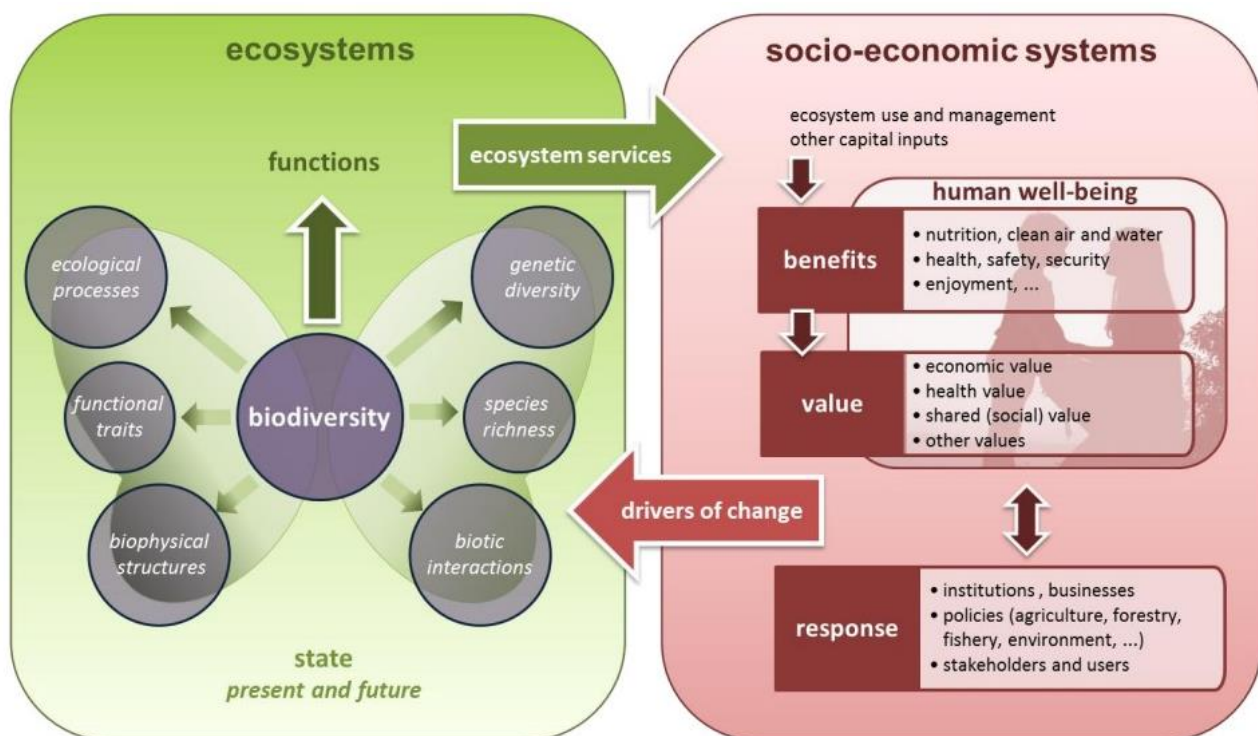 ecosystems
functions
ecological
processes
genetic
diversity
functional
traits
biodiversity
species
richness
biophysical
structures
biotic
interactions
state
present and future
ecosystem services
drivers of change
socio-economic systems
ecosystem use and management
other capital inputs
human well-being
benefits
• nutrition, clean air and water
• health, safety, security
• enjoyment, ...
value
• economic value
• health value
• shared (social) value
• other values
response
• institutions , businesses
• policies (agriculture, forestry,
fishery, environment, ...)
• stakeholders and users